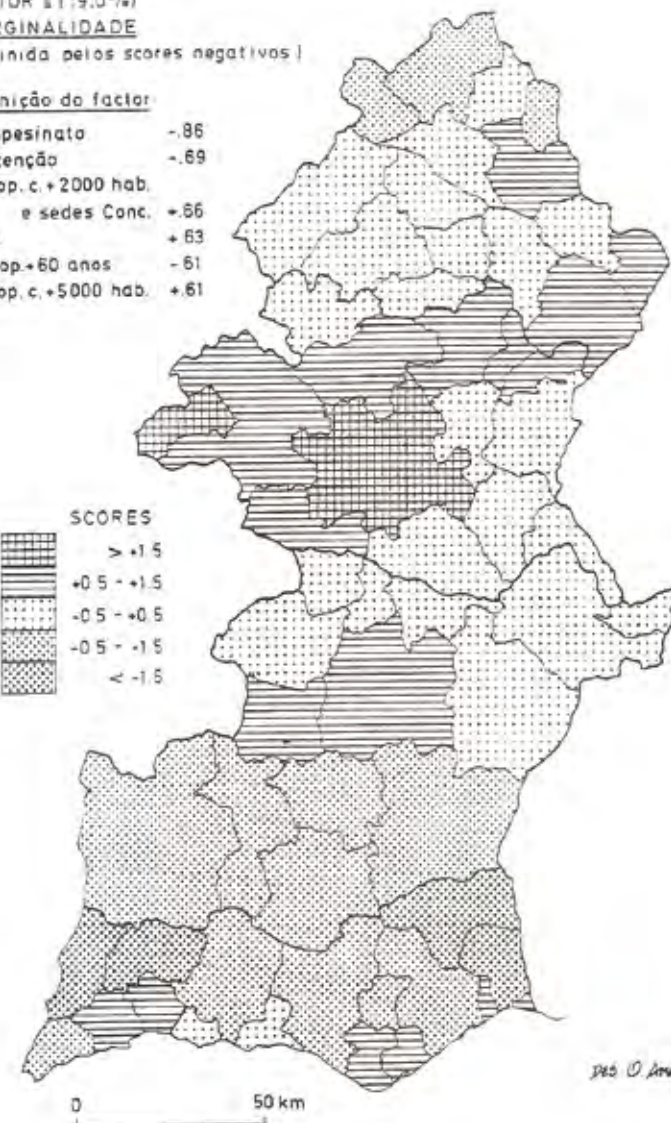 RGINALIDADE
inida pelos scores negativos)
nição do factor
pesinato -.86
tenção -.69
op. c. +2000 hab.
e sedes Conc. +.66
+63
op.+60 anos -61
op. c. +5000 hab. +.61
SCORES
> +1.5
+0.5 - +1.5
-0.5 - +0.5
-0.5 - -1.5
< -1.5
0 50 km